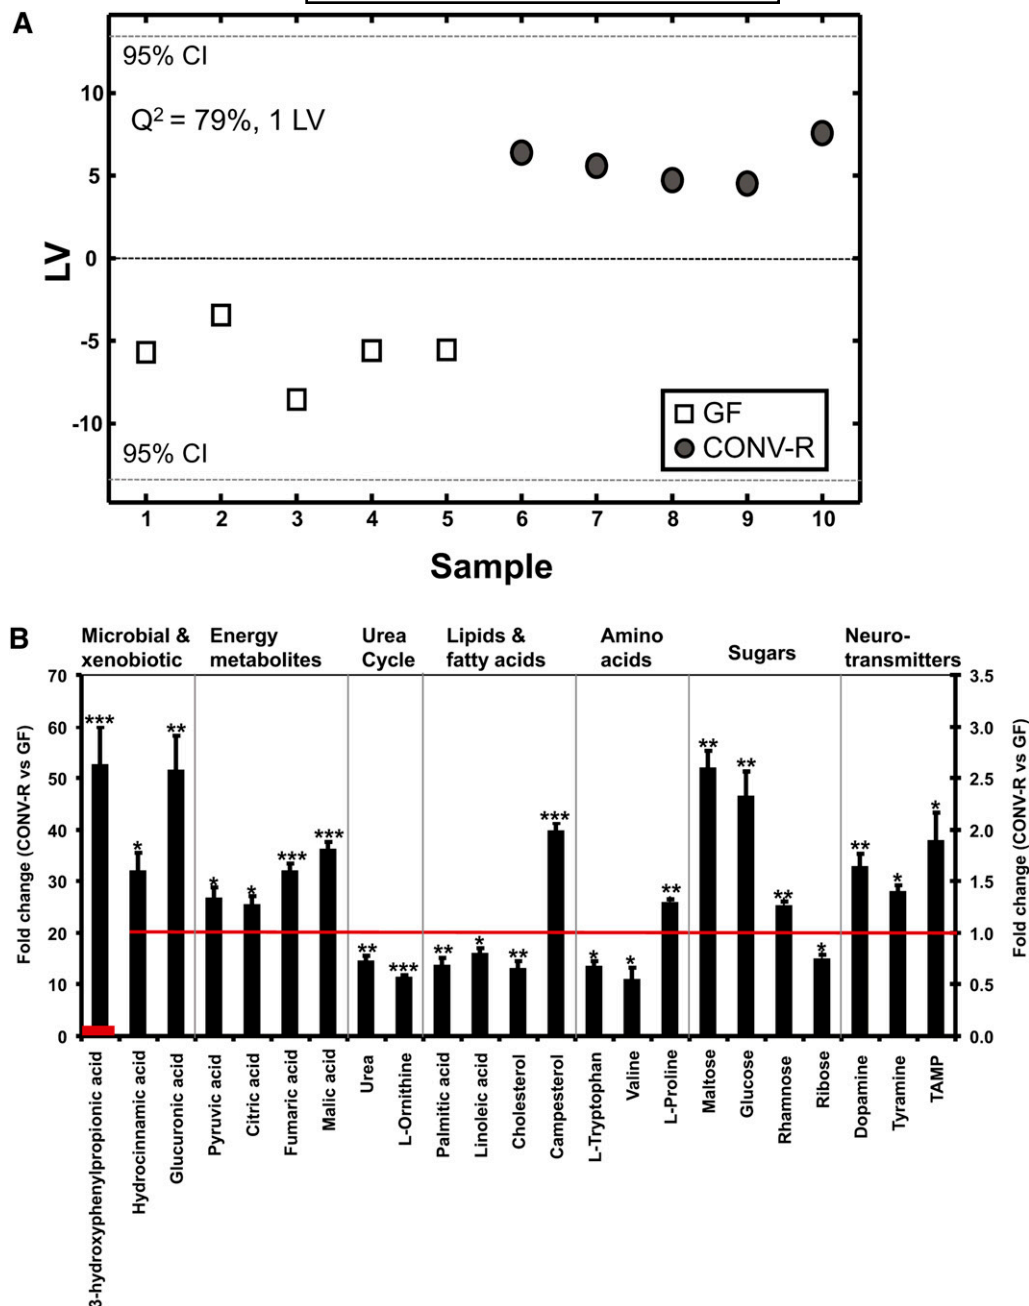 A
95% CI
Q² = 79%, 1 LV
10
5
0
-5
-10
LV
95% CI
GF
CONV-R
1 2 3 4 5 6 7 8 9 10
Sample
B
Microbial & xenobiotic
Energy metabolites
Urea Cycle
Lipids & fatty acids
Amino acids
Sugars
Neuro-transmitters
70
60
50
40
30
20
10
0
Fold change (CONV-R vs GF)
3.5
3.0
2.5
2.0
1.5
1.0
0.5
0.0
Fold change (CONV-R vs GF)
*** * ** * * *** *** ** *** ** * ** *** * * ** ** ** ** * ** * *
3-hydroxyphenylpropionic acid
Hydrocinnamic acid
Glucuronic acid
Pyruvic acid
Citric acid
Fumaric acid
Malic acid
Urea
L-Ornithine
Palmitic acid
Linoleic acid
Cholesterol
Campesterol
L-Tryptophan
Valine
L-Proline
Maltose
Glucose
Rhamnose
Ribose
Dopamine
Tyramine
TAMP